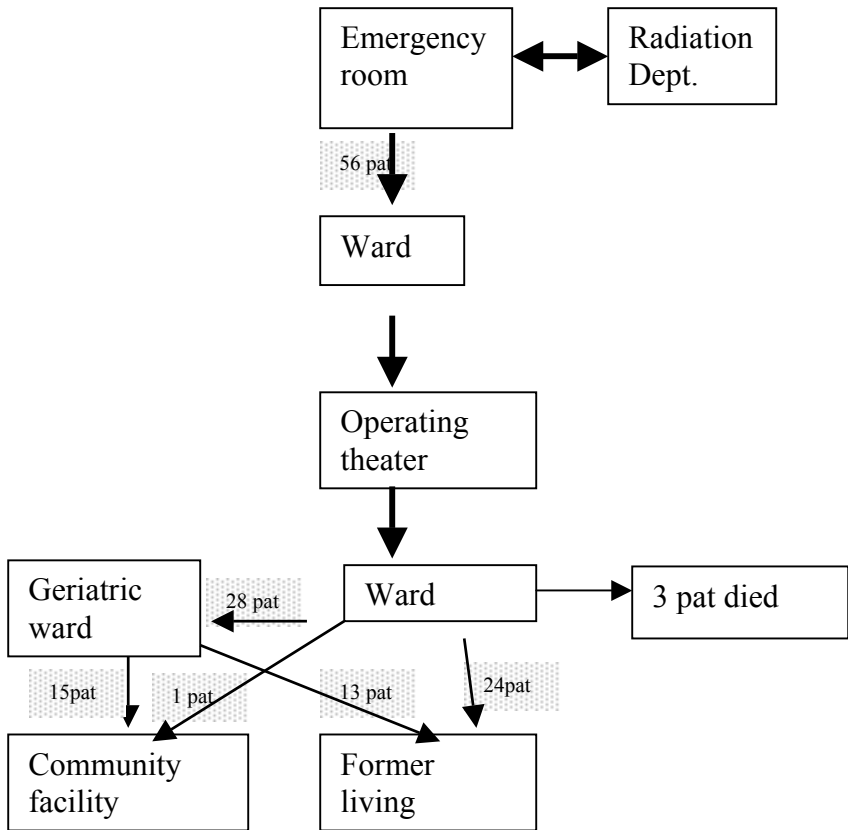 Emergency
room
Radiation
Dept.
56 pat
Ward
Operating
theater
Geriatric
ward
28 pat
Ward
3 pat died
15pat
1 pat
13 pat
24pat
Community
facility
Former
living